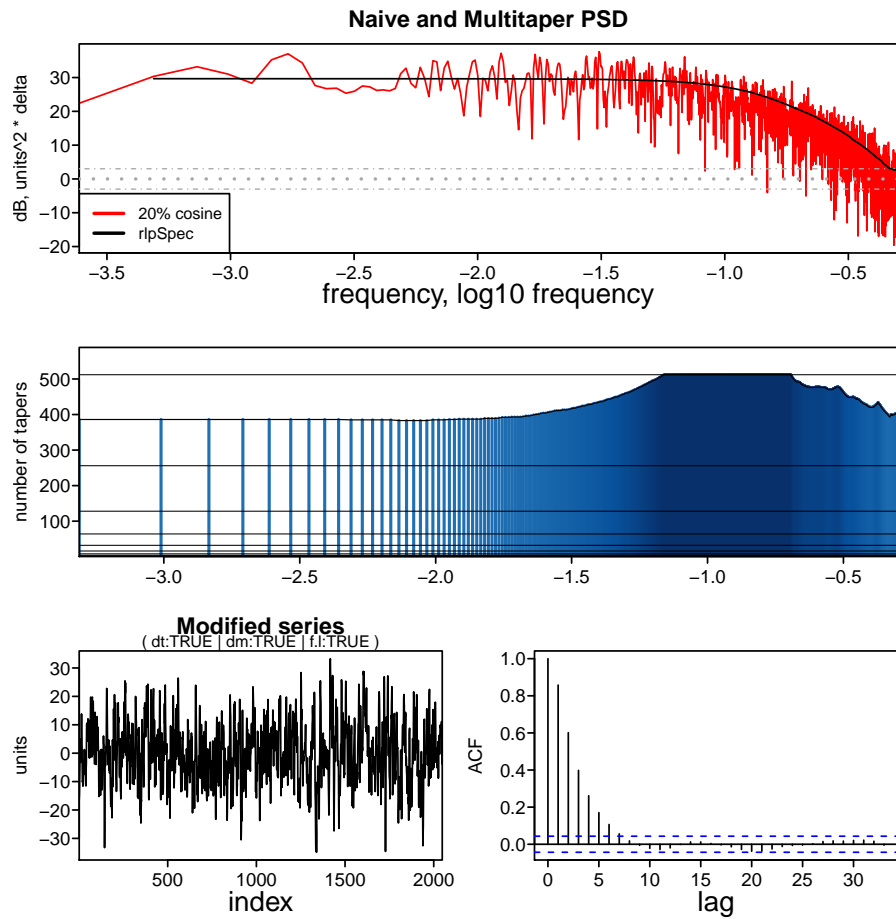 Naive and Multitaper PSD
dB, units^2 * delta
30
20
10
0
−10
−20
20% cosine
rlpSpec
−3.5 −3.0 −2.5 −2.0 −1.5 −1.0 −0.5
frequency, log10 frequency
number of tapers
500
400
300
200
100
−3.0 −2.5 −2.0 −1.5 −1.0 −0.5
Modified series
( dt:TRUE | dm:TRUE | f.l:TRUE )
units
30
20
10
0
−10
−20
−30
500 1000 1500 2000
index
ACF
1.0
0.8
0.6
0.4
0.2
0.0
0 5 10 15 20 25 30
lag